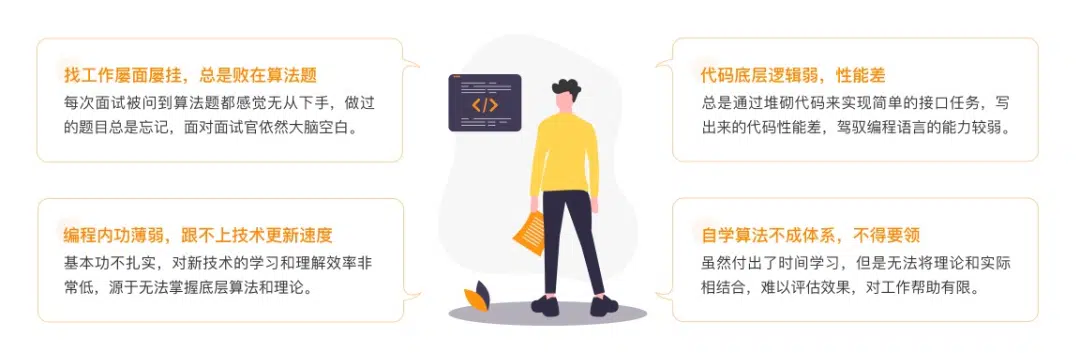 找工作屡面屡挂，总是败在算法题
每次面试被问到算法题都感觉无从下手，做过
的题目总是忘记，面对面试官依然大脑空白。
代码底层逻辑弱，性能差
总是通过堆砌代码来实现简单的接口任务，写
出来的代码性能差，驾驭编程语言的能力较弱。
</>
编程内功薄弱，跟不上技术更新速度
基本功不扎实，对新技术的学习和理解效率非
常低，源于无法掌握底层算法和理论。
自学算法不成体系，不得要领
虽然付出了时间学习，但是无法将理论和实际
相结合，难以评估效果，对工作帮助有限。